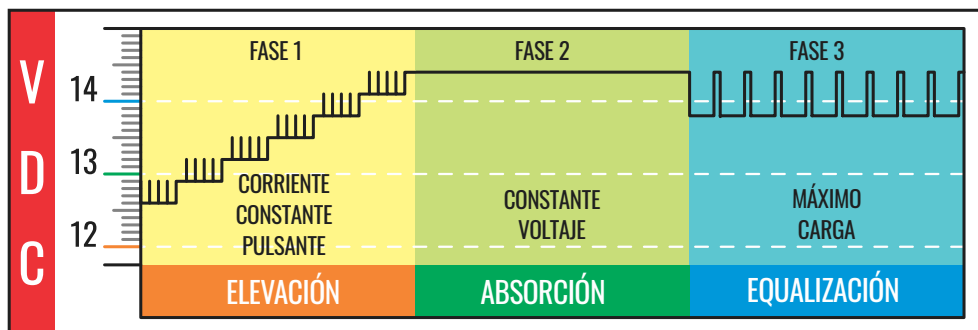 V
D
C
14
13
12
FASE 1
CORRIENTE
CONSTANTE
PULSANTE
ELEVACIÓN
FASE 2
CONSTANTE
VOLTAJE
ABSORCIÓN
FASE 3
MÁXIMO
CARGA
EQUALIZACIÓN